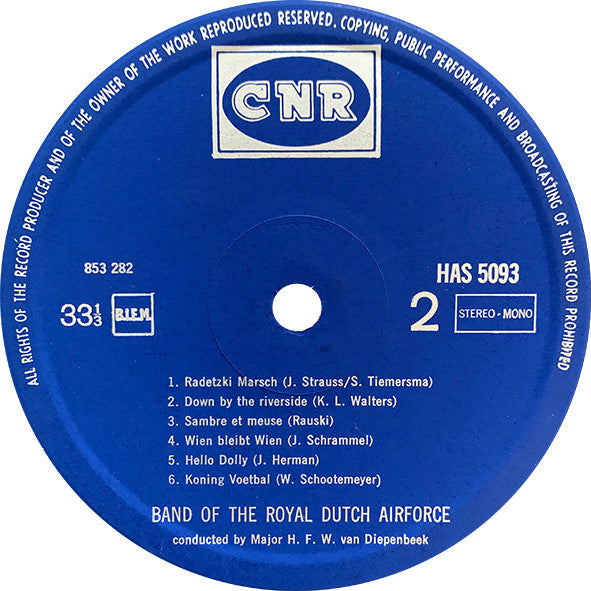 ALL RIGHTS OF THE RECORD PRODUCER AND OF THE OWNER OF THE WORK REPRODUCED RESERVED. COPYING, PUBLIC PERFORMANCE AND BROADCASTING OF THIS RECORD PROHIBITED
CNR
853 282
HAS 5093
33⅓ B.I.E.M. 2 STEREO - MONO
1. Radetzki Marsch (J. Strauss/S. Tiemersma)
2. Down by the riverside (K. L. Walters)
3. Sambre et meuse (Rauski)
4. Wien bleibt Wien (J. Schrammel)
5. Hello Dolly (J. Herman)
6. Koning Voetbal (W. Schootemeyer)
BAND OF THE ROYAL DUTCH AIRFORCE
conducted by Major H. F. W. van Diepenbeek